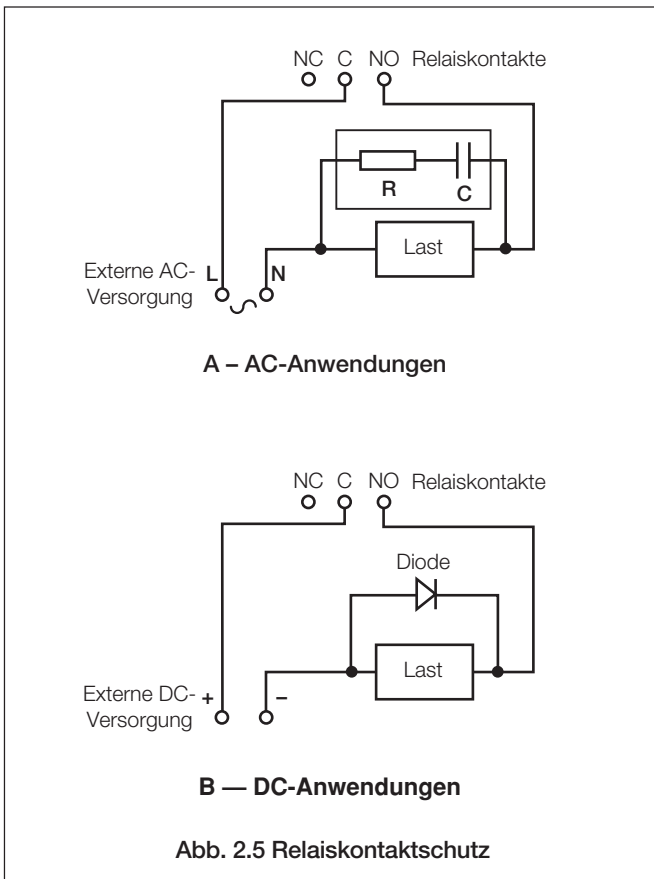 NC C NO Relaiskontakte
R C
Last
Externe AC- L N
Versorgung
A – AC-Anwendungen
NC C NO Relaiskontakte
Diode
Last
Externe DC- + –
Versorgung
B — DC-Anwendungen
Abb. 2.5 Relaiskontaktschutz